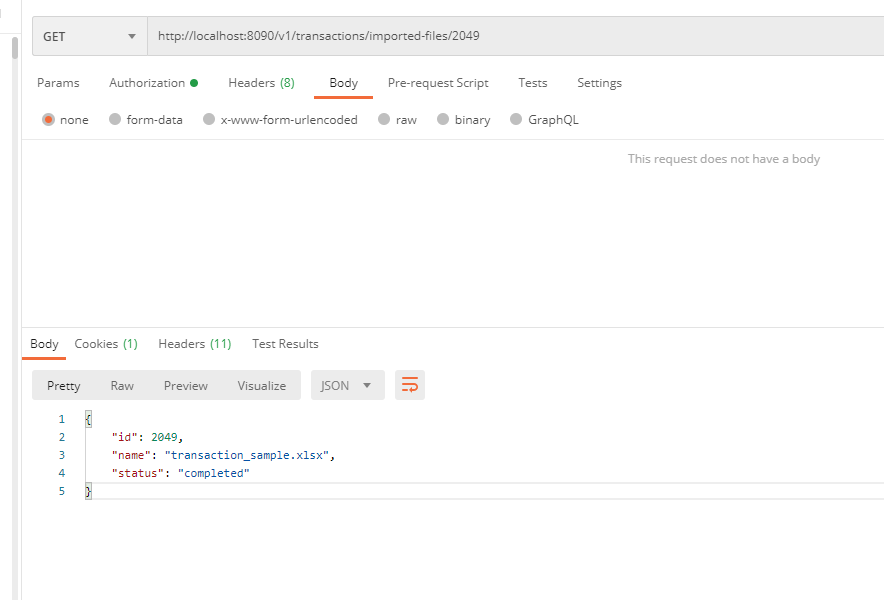 GET http://localhost:8090/v1/transactions/imported-files/2049
Params Authorization Headers (8) Body Pre-request Script Tests Settings
none form-data x-www-form-urlencoded raw binary GraphQL
This request does not have a body
Body Cookies (1) Headers (11) Test Results
Pretty Raw Preview Visualize JSON
1 {
2 "id": 2049,
3 "name": "transaction_sample.xlsx",
4 "status": "completed"
5 }